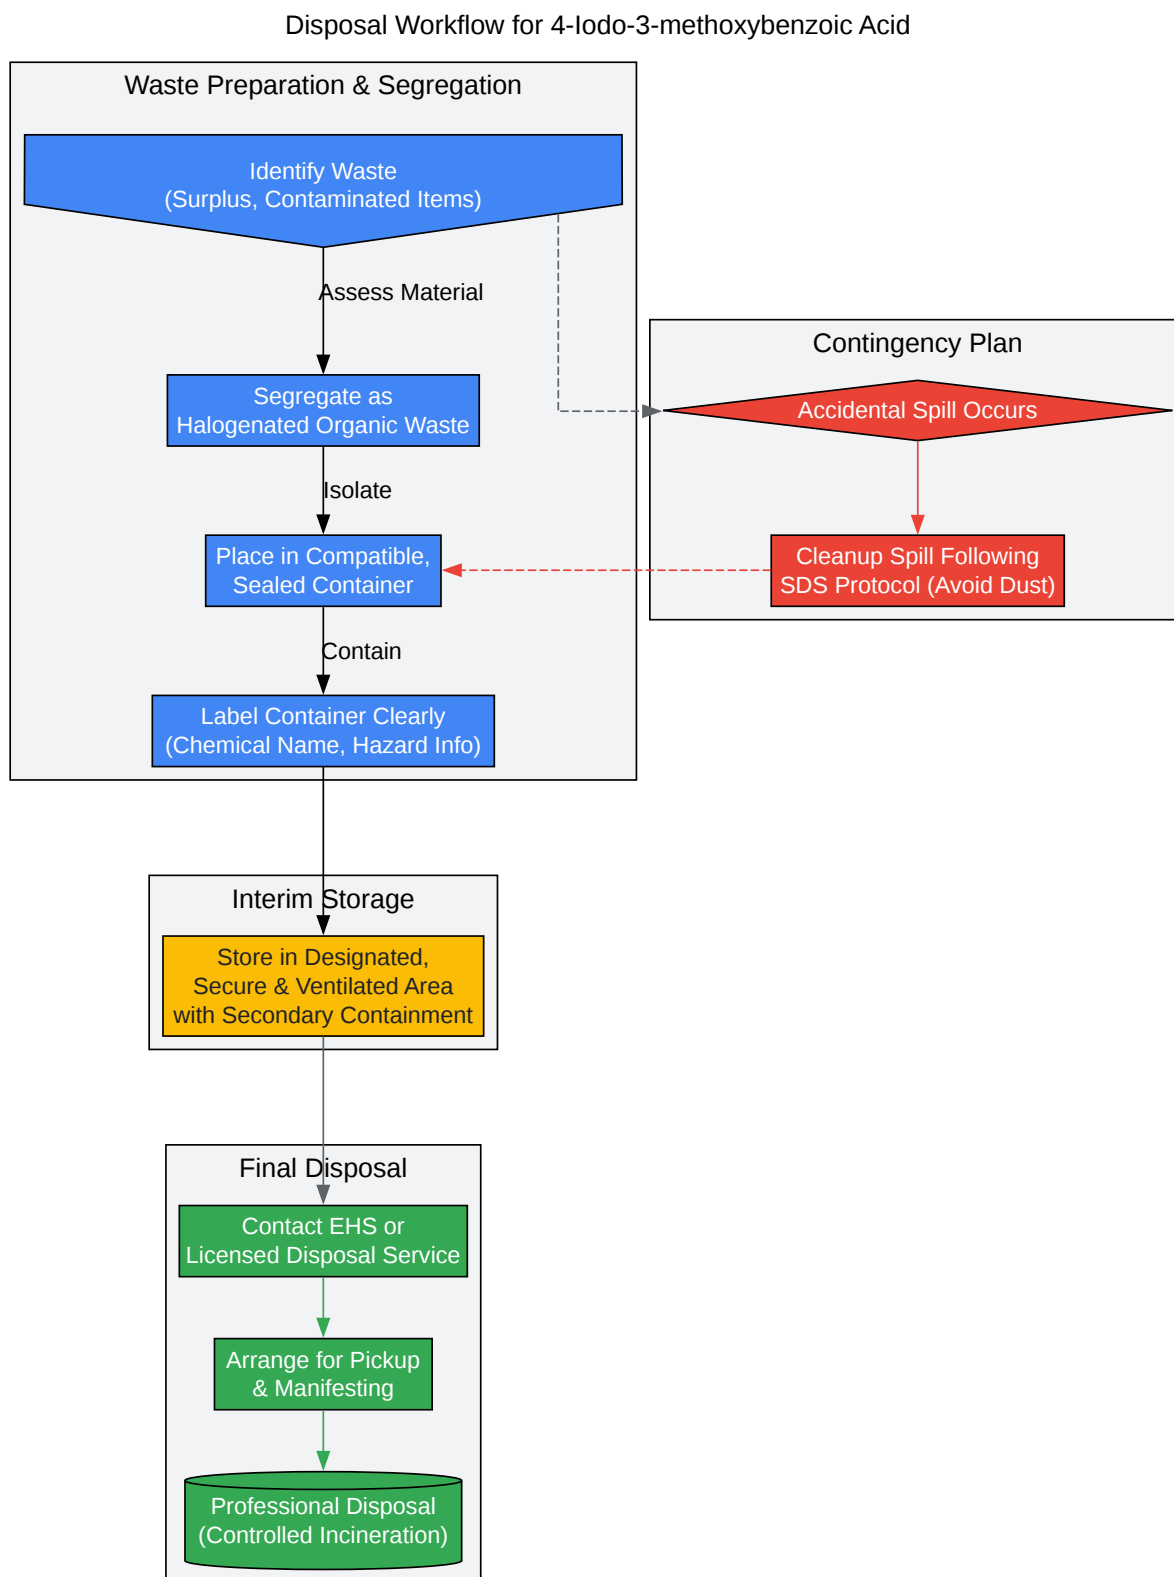 Disposal Workflow for 4-Iodo-3-methoxybenzoic Acid
Waste Preparation & Segregation
Identify Waste
(Surplus, Contaminated Items)
Assess Material
Segregate as
Halogenated Organic Waste
Isolate
Place in Compatible,
Sealed Container
Contain
Label Container Clearly
(Chemical Name, Hazard Info)
Contingency Plan
Accidental Spill Occurs
Cleanup Spill Following
SDS Protocol (Avoid Dust)
Interim Storage
Store in Designated,
Secure & Ventilated Area
with Secondary Containment
Final Disposal
Contact EHS or
Licensed Disposal Service
Arrange for Pickup
& Manifesting
Professional Disposal
(Controlled Incineration)